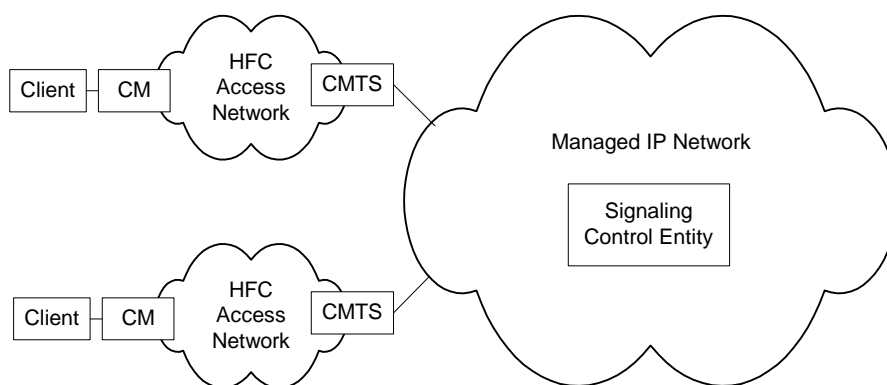 HFC
Access
Network
Client
CM
CMTS
Managed IP Network
Signaling
Control Entity
HFC
Access
Network
Client
CM
CMTS